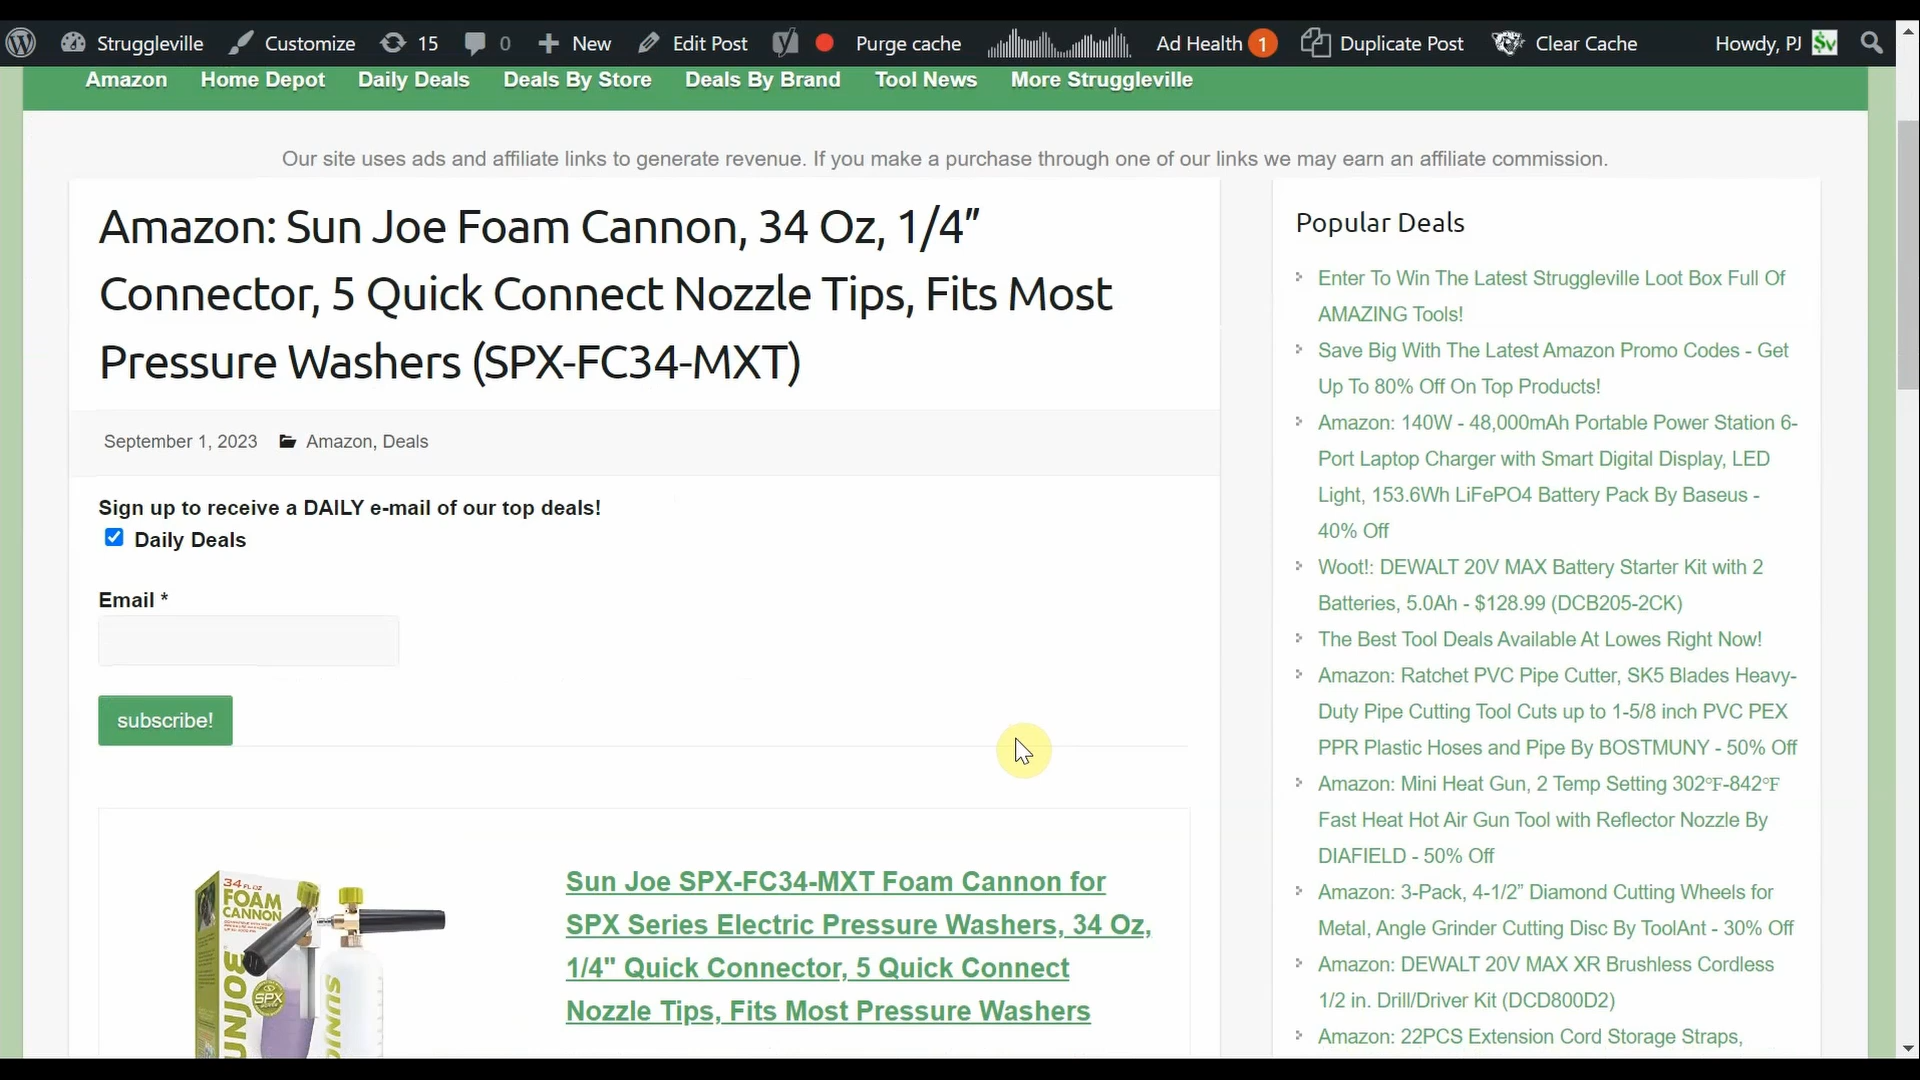 Struggleville Customize 15 0 New Edit Post Purge cache Ad Health 1 Duplicate Post Clear Cache Howdy, PJ
Amazon Home Depot Daily Deals Deals By Store Deals By Brand Tool News More Struggleville
Our site uses ads and affiliate links to generate revenue. If you make a purchase through one of our links we may earn an affiliate commission.
Amazon: Sun Joe Foam Cannon, 34 Oz, 1/4″
Connector, 5 Quick Connect Nozzle Tips, Fits Most
Pressure Washers (SPX-FC34-MXT)
September 1, 2023 Amazon, Deals
Sign up to receive a DAILY e-mail of our top deals!
Daily Deals
Email *
subscribe!
34 FL OZ
FOAM
CANNON
SUNJOE
SPX
SUNJO
Sun Joe SPX-FC34-MXT Foam Cannon for
SPX Series Electric Pressure Washers, 34 Oz,
1/4" Quick Connector, 5 Quick Connect
Nozzle Tips, Fits Most Pressure Washers
Popular Deals
Enter To Win The Latest Struggleville Loot Box Full Of
AMAZING Tools!
Save Big With The Latest Amazon Promo Codes - Get
Up To 80% Off On Top Products!
Amazon: 140W - 48,000mAh Portable Power Station 6-
Port Laptop Charger with Smart Digital Display, LED
Light, 153.6Wh LiFePO4 Battery Pack By Baseus -
40% Off
Woot!: DEWALT 20V MAX Battery Starter Kit with 2
Batteries, 5.0Ah - $128.99 (DCB205-2CK)
The Best Tool Deals Available At Lowes Right Now!
Amazon: Ratchet PVC Pipe Cutter, SK5 Blades Heavy-
Duty Pipe Cutting Tool Cuts up to 1-5/8 inch PVC PEX
PPR Plastic Hoses and Pipe By BOSTMUNY - 50% Off
Amazon: Mini Heat Gun, 2 Temp Setting 302℉-842℉
Fast Heat Hot Air Gun Tool with Reflector Nozzle By
DIAFIELD - 50% Off
Amazon: 3-Pack, 4-1/2” Diamond Cutting Wheels for
Metal, Angle Grinder Cutting Disc By ToolAnt - 30% Off
Amazon: DEWALT 20V MAX XR Brushless Cordless
1/2 in. Drill/Driver Kit (DCD800D2)
Amazon: 22PCS Extension Cord Storage Straps,